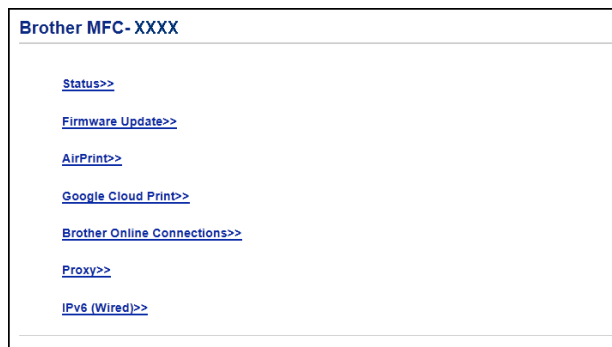 Brother MFC- XXXX
Status>>
Firmware Update>>
AirPrint>>
Google Cloud Print>>
Brother Online Connections>>
Proxy>>
IPv6 (Wired)>>